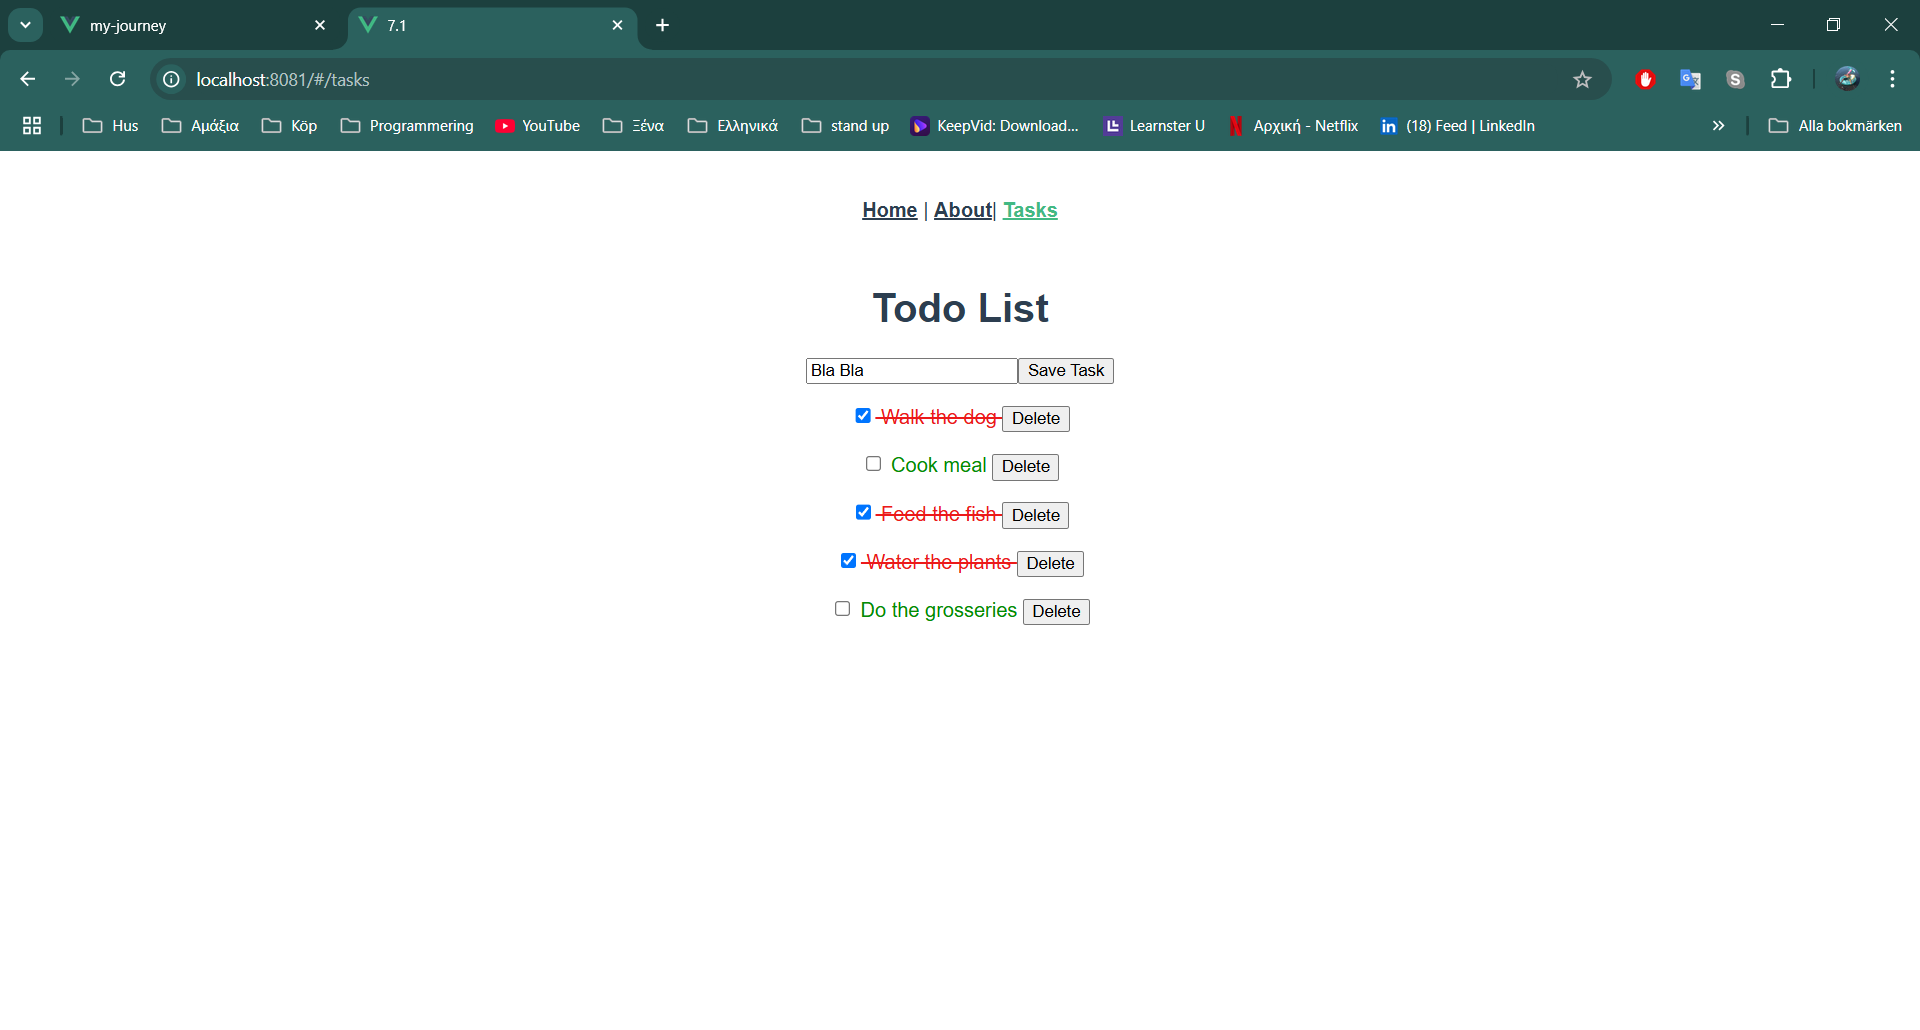 my-journey
7.1
localhost:8081/#/tasks
Hus Αμάξια Köp Programmering YouTube Ξένα Ελληνικά stand up KeepVid: Download... Learnster U Αρχική - Netflix (18) Feed | LinkedIn Alla bokmärken
Home | About| Tasks
Todo List
Bla Bla Save Task
Walk the dog Delete
Cook meal Delete
Feed the fish Delete
Water the plants Delete
Do the grosseries Delete